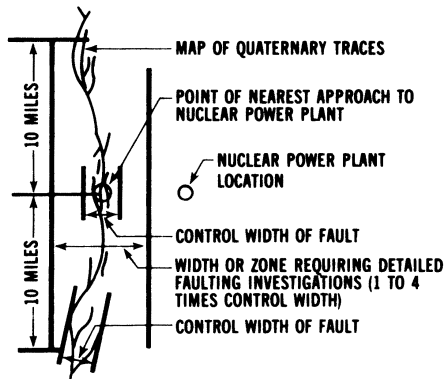 MAP OF QUATERNARY TRACES
10 MILES
POINT OF NEAREST APPROACH TO
NUCLEAR POWER PLANT
NUCLEAR POWER PLANT
LOCATION
CONTROL WIDTH OF FAULT
10 MILES
WIDTH OR ZONE REQUIRING DETAILED
FAULTING INVESTIGATIONS (1 TO 4
TIMES CONTROL WIDTH)
CONTROL WIDTH OF FAULT